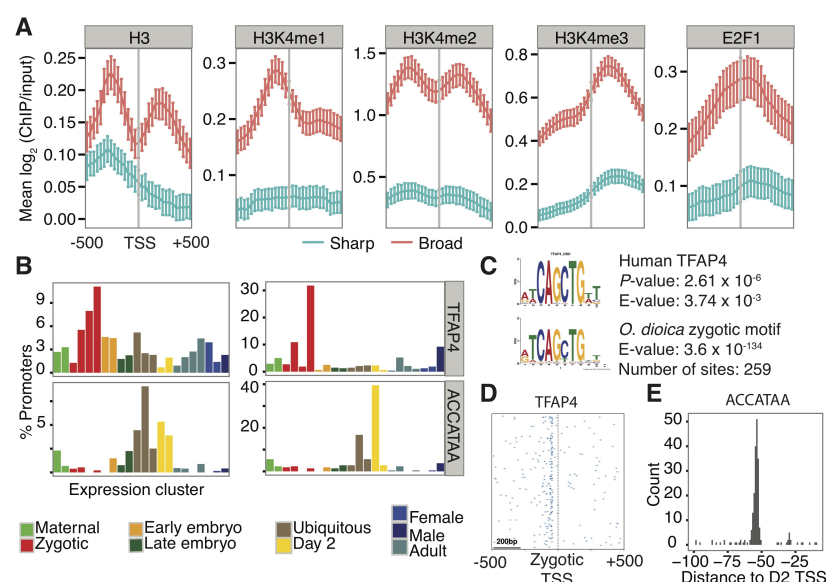 A
H3
H3K4me1
H3K4me2
H3K4me3
E2F1
Mean log2 (ChIP/input)
0.25
0.20
0.15
0.10
0.05
0.00
0.3
0.2
0.1
1.5
1.0
0.5
0.8
0.6
0.4
0.2
0.0
0.3
0.2
0.1
-500 TSS +500
Sharp Broad
B
% Promoters
9
6
3
0
30
20
10
0
TFAP4
5
40
20
ACCATAA
Expression cluster
Maternal
Zygotic
Early embryo
Late embryo
Ubiquitous
Day 2
Female
Male
Adult
C
Human TFAP4
P-value: 2.61 x 10-6
E-value: 3.74 x 10-3
O. dioica zygotic motif
E-value: 3.6 x 10-134
Number of sites: 259
D
TFAP4
200bp
-500 Zygotic TSS +500
E
ACCATAA
Count
50
40
30
20
10
0
-100 -75 -50 -25
Distance to D2 TSS